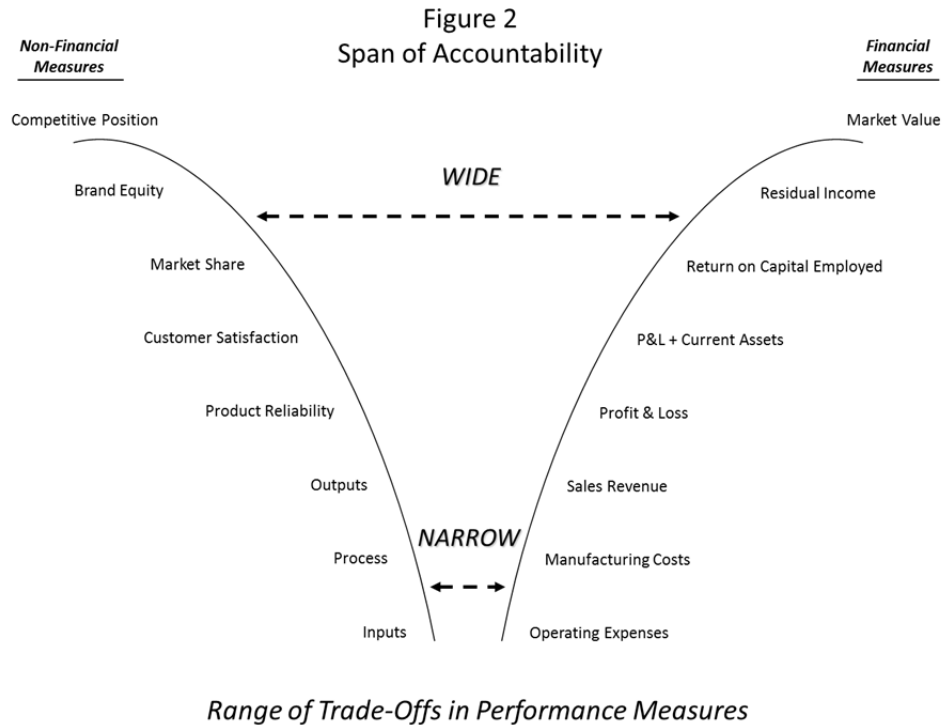 Figure 2
Span of Accountability
Non-Financial
Measures
Financial
Measures
Competitive Position
Market Value
WIDE
Brand Equity
Residual Income
Market Share
Return on Capital Employed
Customer Satisfaction
P&L + Current Assets
Product Reliability
Profit & Loss
Outputs
Sales Revenue
NARROW
Process
Manufacturing Costs
Inputs
Operating Expenses
Range of Trade-Offs in Performance Measures